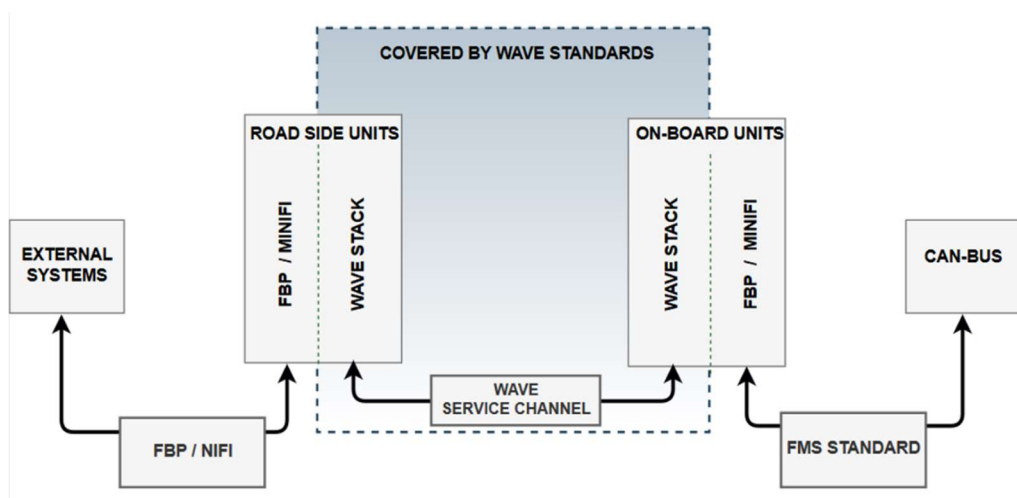 COVERED BY WAVE STANDARDS
ROAD SIDE UNITS
FBP / MINIFI
WAVE STACK
ON-BOARD UNITS
WAVE STACK
FBP / MINIFI
EXTERNAL
SYSTEMS
CAN-BUS
WAVE
SERVICE CHANNEL
FBP / NIFI
FMS STANDARD